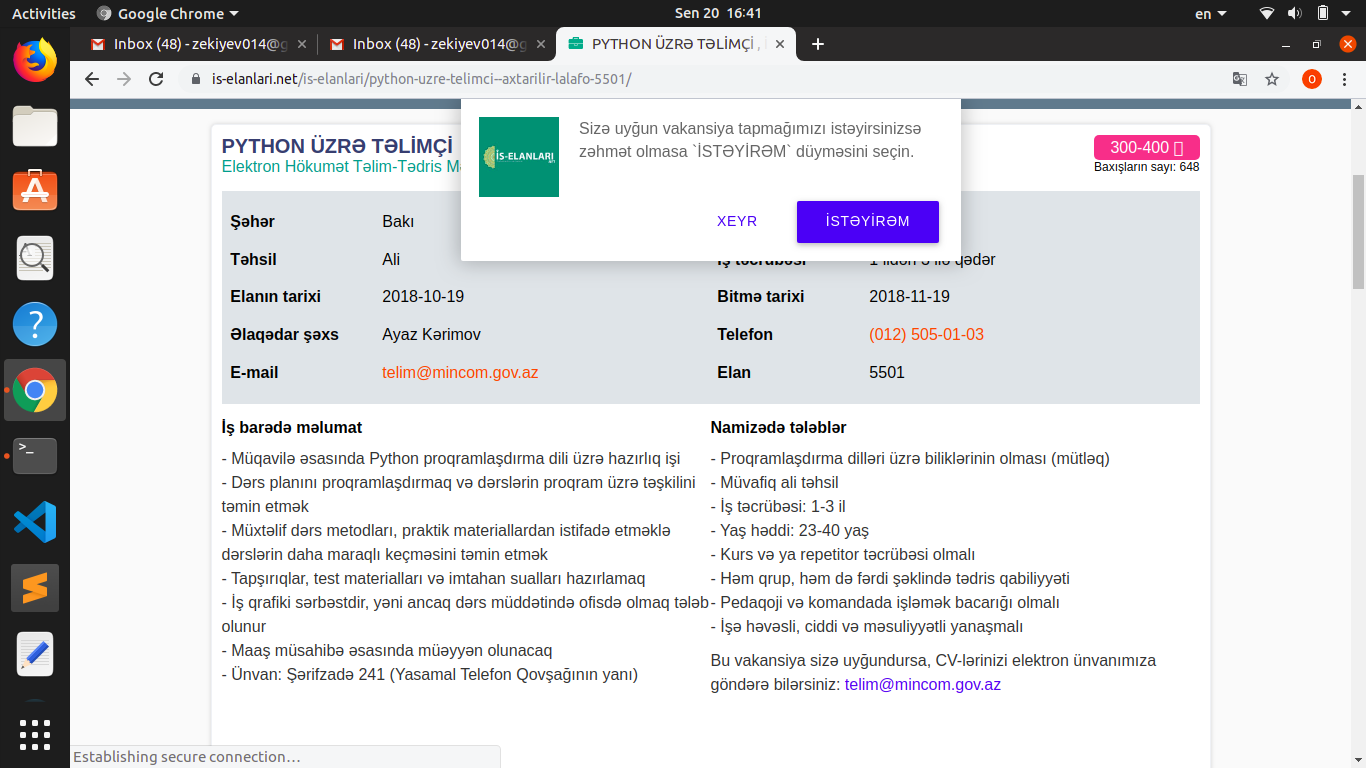 Activities
Google Chrome
Sen 20 16:41
en
Inbox (48) - zekiyev014@g
Inbox (48) - zekiyev014@g
PYTHON ÜZRƏ TƏLİMÇİ ,
is-elanlari.net/is-elanlari/python-uzre-telimci--axtarilir-lalafo-5501/
O
İS-ELANLARI
Sizə uyğun vakansiya tapmağımızı istəyirsinizsə
zəhmət olmasa `İSTƏYİRƏM` düyməsini seçin.
XEYR
İSTƏYİRƏM
PYTHON ÜZRƏ TƏLİMÇİ
Elektron Hökumət Təlim-Tədris M
300-400
Baxışların sayı: 648
Şəhər Bakı
Təhsil Ali İş təcrübəsi 1 ildən 3 ilə qədər
Elanın tarixi 2018-10-19 Bitmə tarixi 2018-11-19
Əlaqədar şəxs Ayaz Kərimov Telefon (012) 505-01-03
E-mail telim@mincom.gov.az Elan 5501
İş barədə məlumat
- Müqavilə əsasında Python proqramlaşdırma dili üzrə hazırlıq işi
- Dərs planını proqramlaşdırmaq və dərslərin proqram üzrə təşkilini
təmin etmək
- Müxtəlif dərs metodları, praktik materiallardan istifadə etməklə
dərslərin daha maraqlı keçməsini təmin etmək
- Tapşırıqlar, test materialları və imtahan sualları hazırlamaq
- İş qrafiki sərbəstdir, yəni ancaq dərs müddətində ofisdə olmaq tələb
olunur
- Maaş müsahibə əsasında müəyyən olunacaq
- Ünvan: Şərifzadə 241 (Yasamal Telefon Qovşağının yanı)
Namizədə tələblər
- Proqramlaşdırma dilləri üzrə biliklərinin olması (mütləq)
- Müvafiq ali təhsil
- İş təcrübəsi: 1-3 il
- Yaş həddi: 23-40 yaş
- Kurs və ya repetitor təcrübəsi olmalı
- Həm qrup, həm də fərdi şəklində tədris qabiliyyəti
- Pedaqoji və komandada işləmək bacarığı olmalı
- İşə həvəsli, ciddi və məsuliyyətli yanaşmalı
Bu vakansiya sizə uyğundursa, CV-lərinizi elektron ünvanımıza
göndərə bilərsiniz: telim@mincom.gov.az
Establishing secure connection…